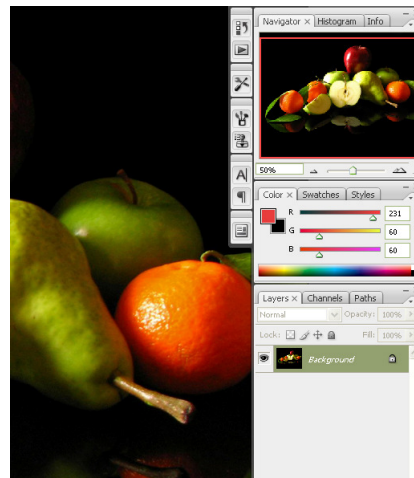 Navigator × Histogram Info
50%
Color × Swatches Styles
R 231
G 60
B 60
A
¶
Layers × Channels Paths
Normal Opacity: 100%
Lock: Fill: 100%
Background